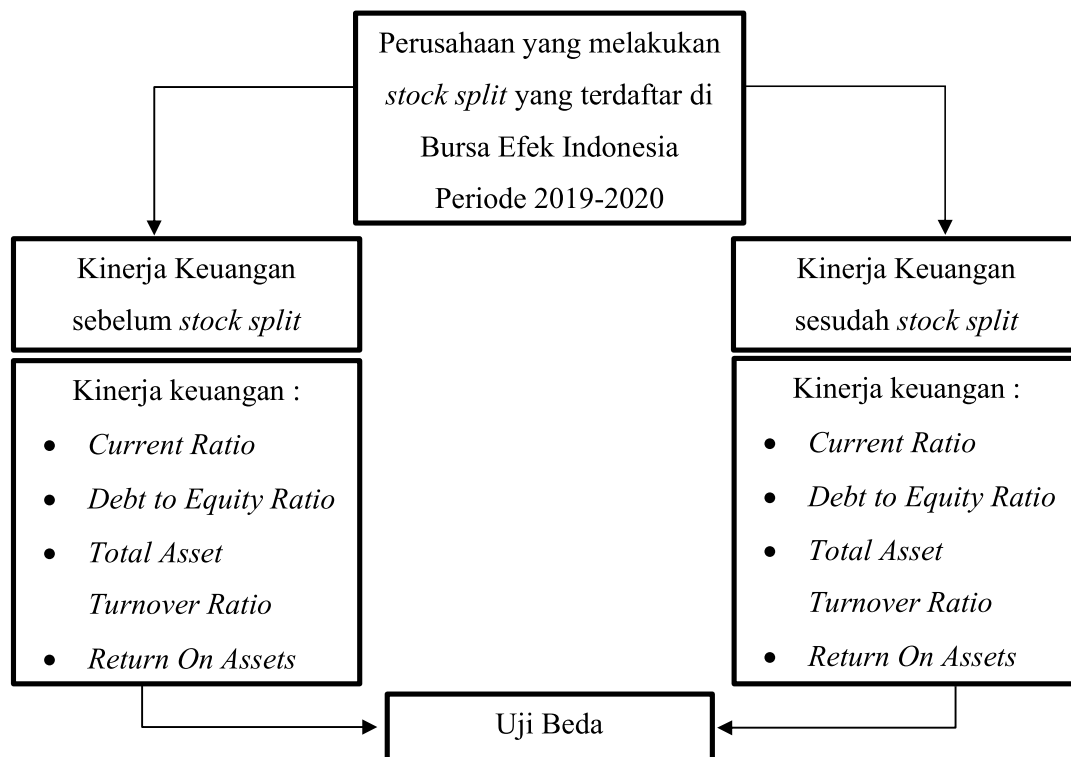 Perusahaan yang melakukan
stock split yang terdaftar di
Bursa Efek Indonesia
Periode 2019-2020
Kinerja Keuangan
sebelum stock split
Kinerja Keuangan
sesudah stock split
Kinerja keuangan :
• Current Ratio
• Debt to Equity Ratio
• Total Asset
Turnover Ratio
• Return On Assets
Kinerja keuangan :
• Current Ratio
• Debt to Equity Ratio
• Total Asset
Turnover Ratio
• Return On Assets
Uji Beda